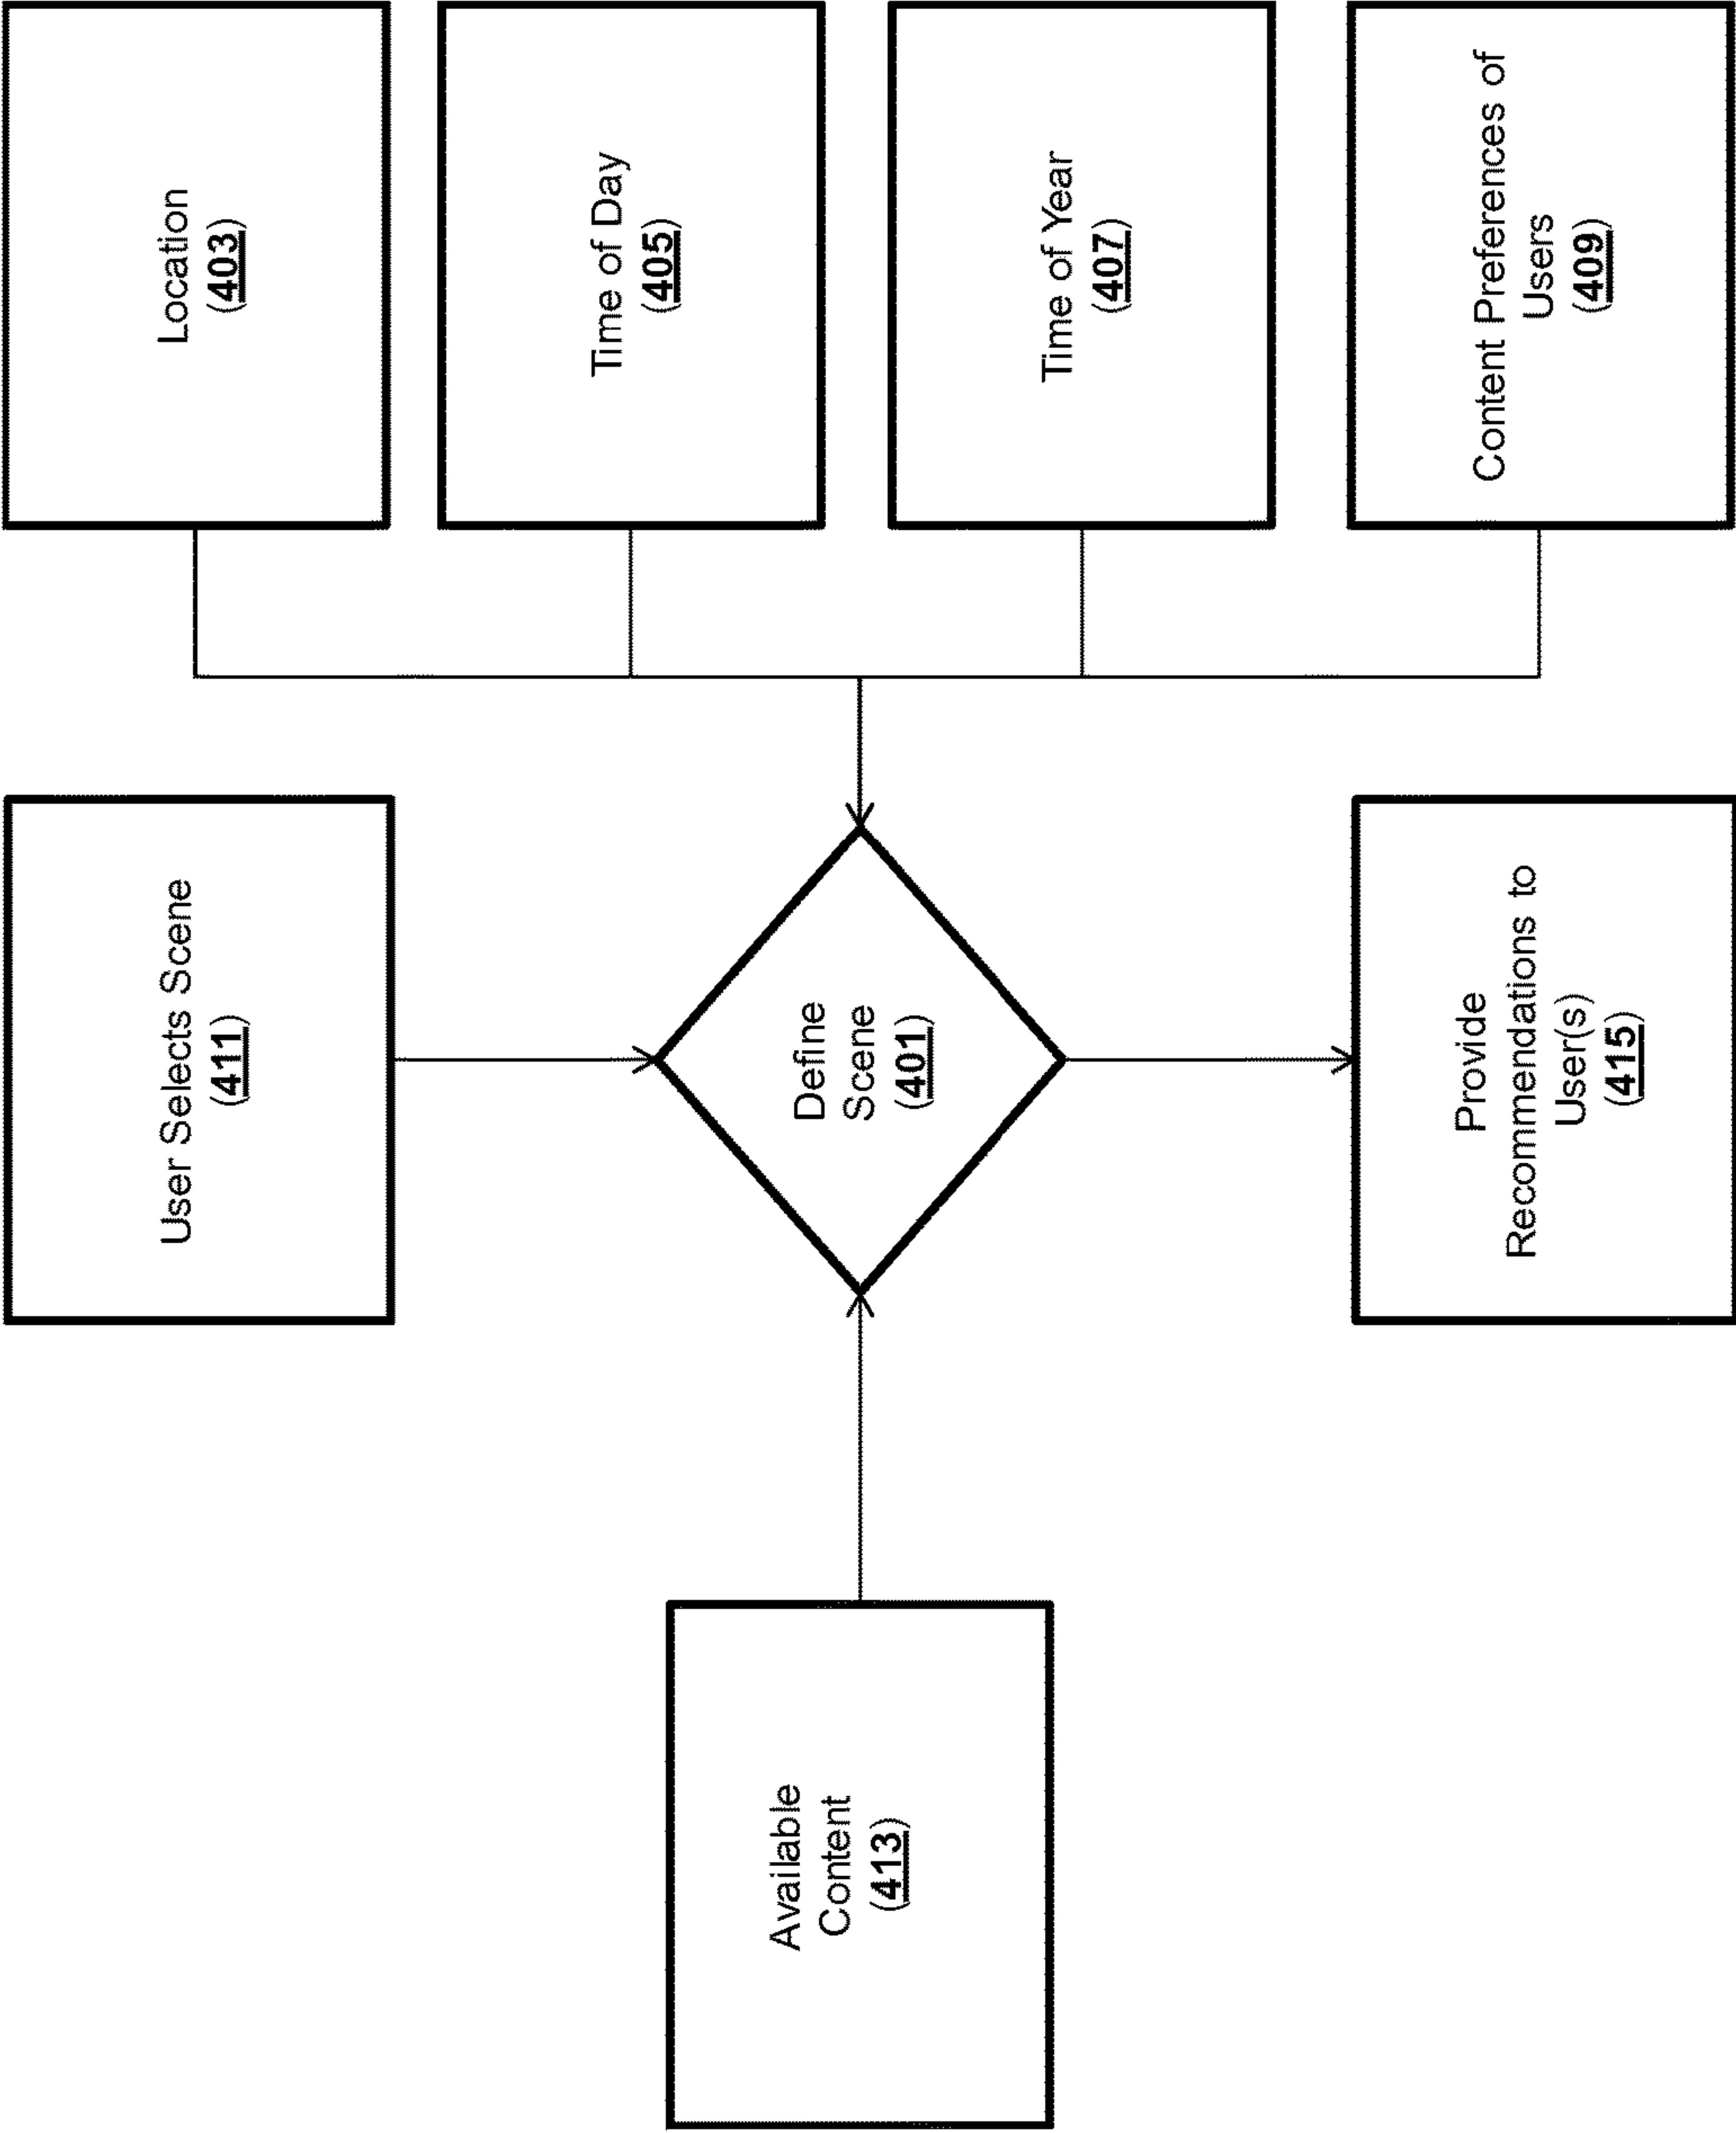 Location
(403)
Time of Day
(405)
Time of Year
(407)
Content Preferences of
Users
(409)
User Selects Scene
(411)
Define
Scene
(401)
Provide
Recommendations to
User(s)
(415)
Available
Content
(413)